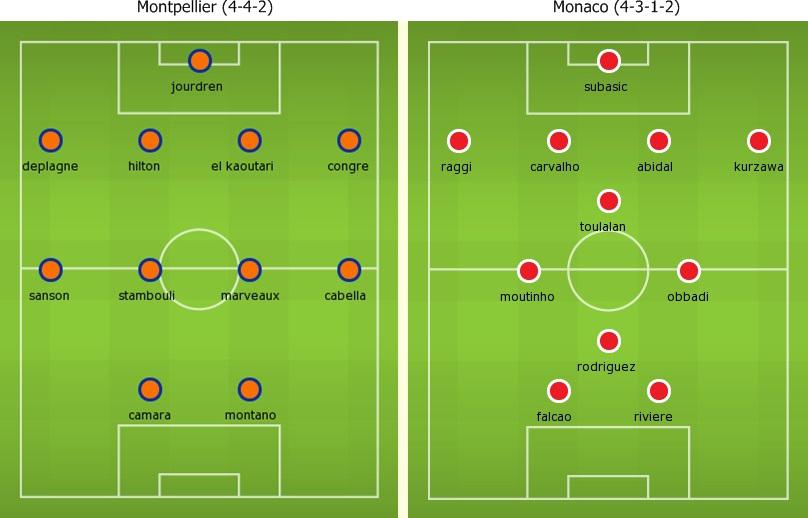 Montpellier (4-4-2)
jourdren
deplagne hilton el kaoutari congre
sanson stambouli marveaux cabella
camara montano
Monaco (4-3-1-2)
subasic
raggi carvalho abidal kurzawa
toulalan
moutinho obbadi
rodriguez
falcao riviere